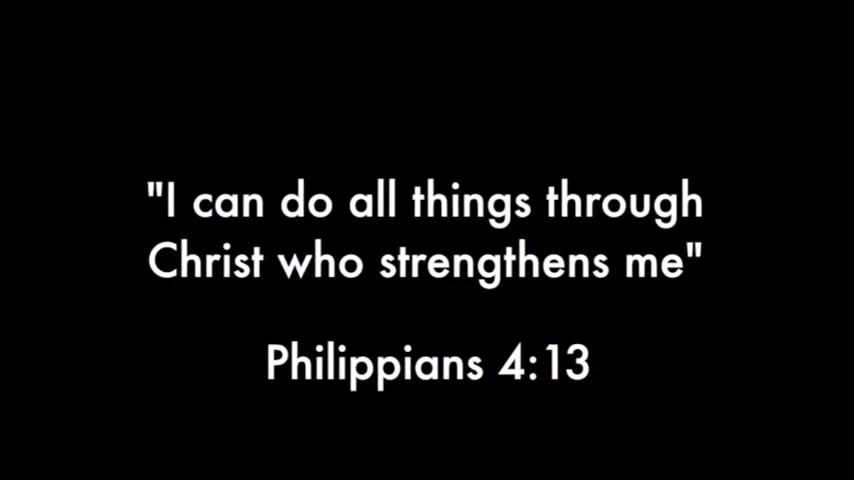 "I can do all things through
Christ who strengthens me"
Philippians 4:13